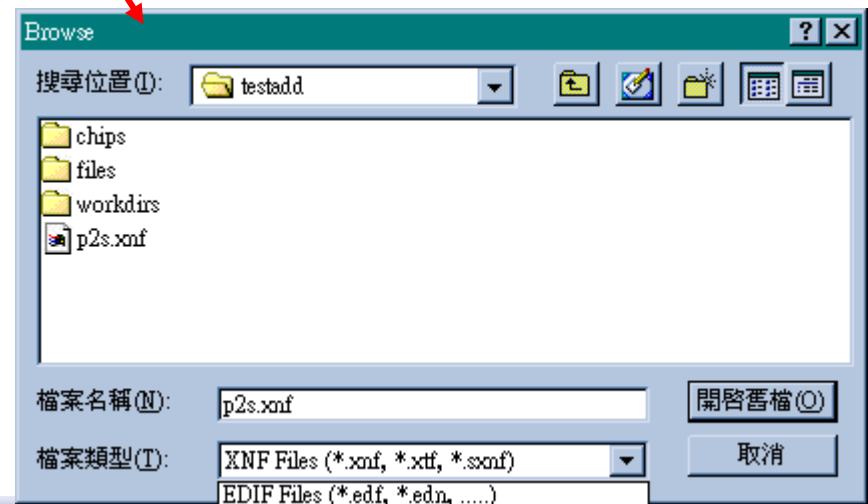 Browse
搜尋位置(I): testadd
chips
files
workdirs
p2s.xnf
檔案名稱(N): p2s.xnf 開啓舊檔(O)
檔案類型(T): XNF Files (*.xnf, *.xtf, *.sxnf) 取消
EDIF Files (*.edf, *.edn, .....)